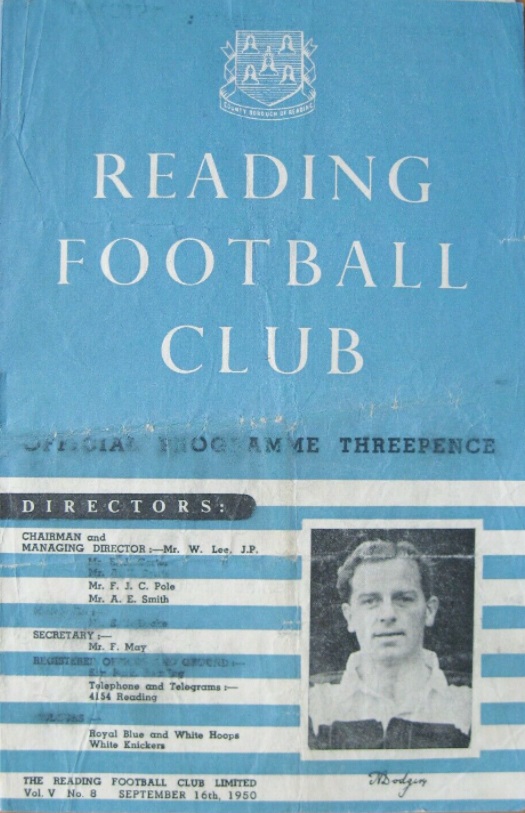 COUNTY BOROUGH OF READING
READING
FOOTBALL
CLUB
OFFICIAL PROGRAMME THREEPENCE
DIRECTORS:
CHAIRMAN and
MANAGING DIRECTOR :—Mr. W. Lee, J.P.
Mr. F. J. C. Pole
Mr. A. E. Smith
SECRETARY :—
Mr. F. May
Telephone and Telegrams :—
4154 Reading
Royal Blue and White Hoops
White Knickers
THE READING FOOTBALL CLUB LIMITED
Vol. V No. 8 SEPTEMBER 16th, 1950